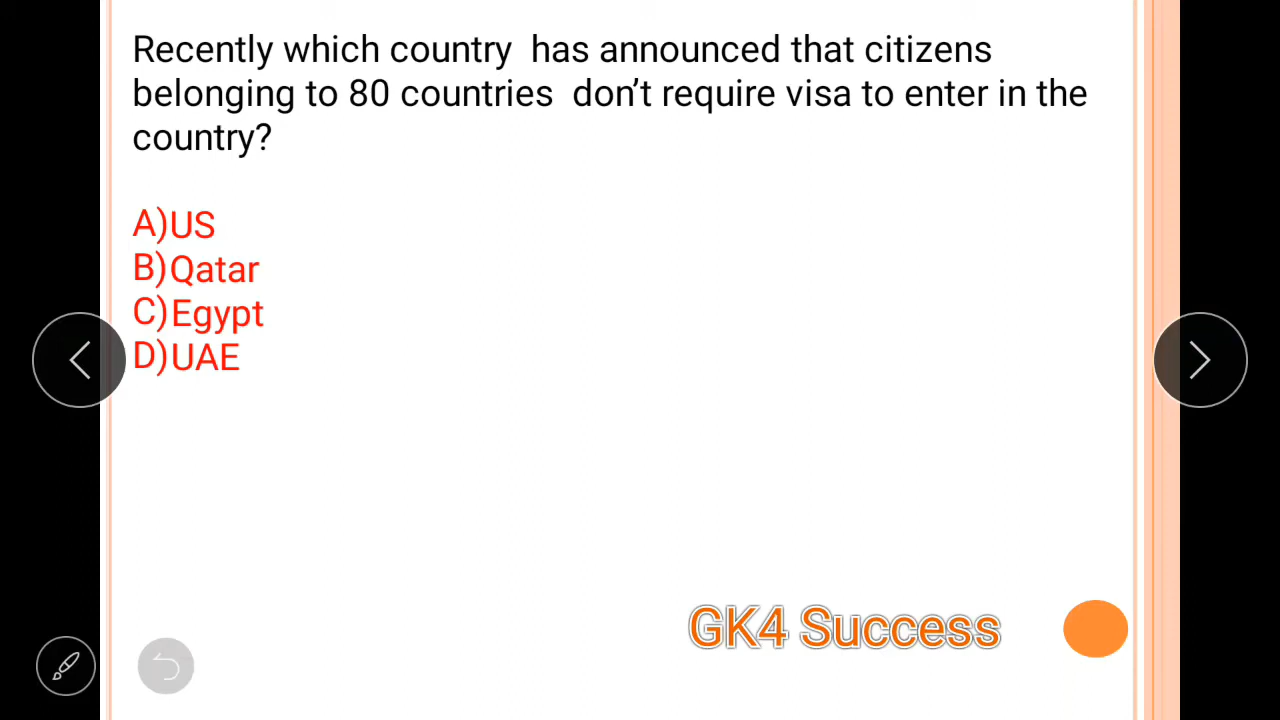 Recently which country  has announced that citizens
belonging to 80 countries  don't require visa to enter in the
country?
A)US
B)Qatar
C)Egypt
D)UAE
GK4 Success